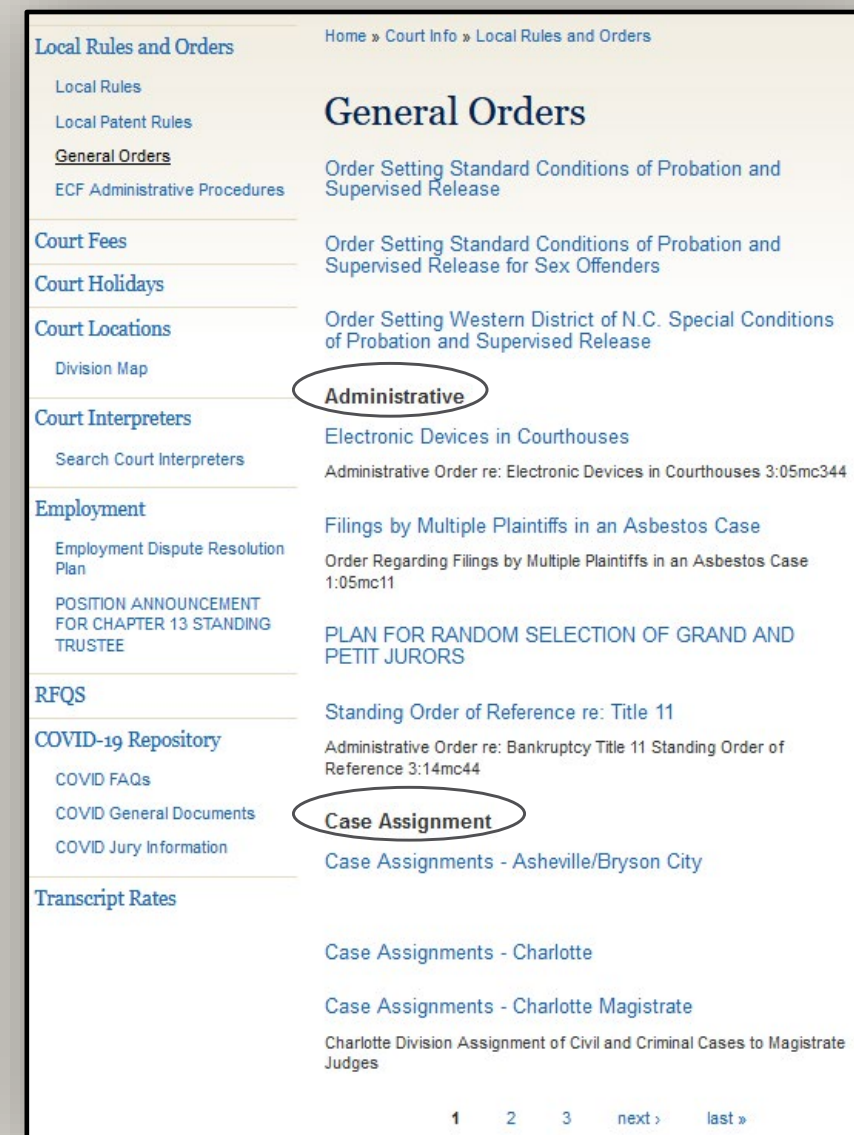 Local Rules and Orders
Local Rules
Local Patent Rules
General Orders
ECF Administrative Procedures
Court Fees
Court Holidays
Court Locations
Division Map
Court Interpreters
Search Court Interpreters
Employment
Employment Dispute Resolution
Plan
POSITION ANNOUNCEMENT
FOR CHAPTER 13 STANDING
TRUSTEE
RFQS
COVID-19 Repository
COVID FAQs
COVID General Documents
COVID Jury Information
Transcript Rates
Home » Court Info » Local Rules and Orders
General Orders
Order Setting Standard Conditions of Probation and
Supervised Release
Order Setting Standard Conditions of Probation and
Supervised Release for Sex Offenders
Order Setting Western District of N.C. Special Conditions
of Probation and Supervised Release
Administrative
Electronic Devices in Courthouses
Administrative Order re: Electronic Devices in Courthouses 3:05mc344
Filings by Multiple Plaintiffs in an Asbestos Case
Order Regarding Filings by Multiple Plaintiffs in an Asbestos Case
1:05mc11
PLAN FOR RANDOM SELECTION OF GRAND AND
PETIT JURORS
Standing Order of Reference re: Title 11
Administrative Order re: Bankruptcy Title 11 Standing Order of
Reference 3:14mc44
Case Assignment
Case Assignments - Asheville/Bryson City
Case Assignments - Charlotte
Case Assignments - Charlotte Magistrate
Charlotte Division Assignment of Civil and Criminal Cases to Magistrate
Judges
1 2 3 next › last »